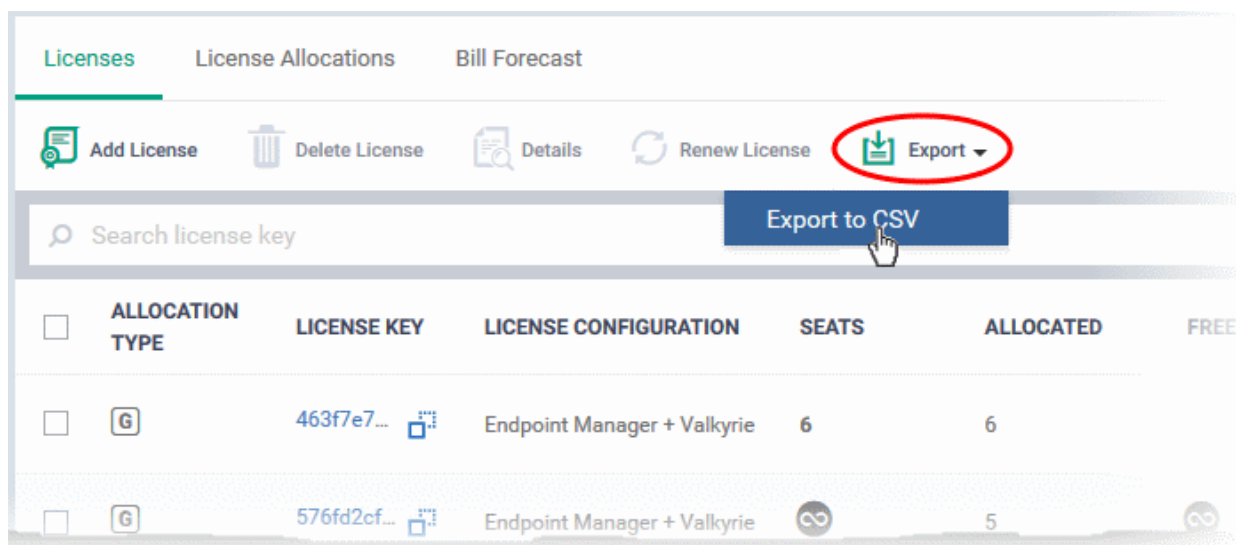 Licenses License Allocations Bill Forecast
Add License Delete License Details Renew License Export
Export to CSV
Search license key
ALLOCATION TYPE LICENSE KEY LICENSE CONFIGURATION SEATS ALLOCATED FREE
G 463f7e7... Endpoint Manager + Valkyrie 6 6
G 576fd2cf... Endpoint Manager + Valkyrie ∞ 5 ∞